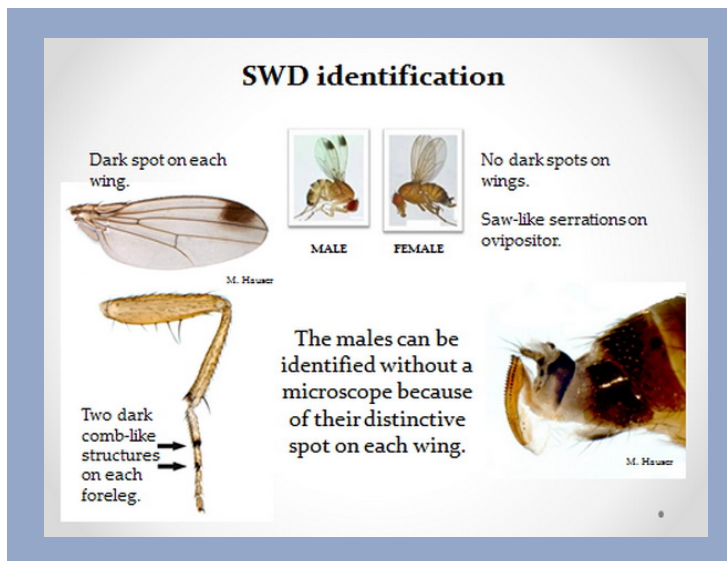 SWD identification
Dark spot on each
wing.
M. Hauser
MALE
FEMALE
No dark spots on
wings.
Saw-like serrations on
ovipositor.
Two dark
comb-like
structures
on each
foreleg.
The males can be
identified without a
microscope because
of their distinctive
spot on each wing.
M. Hauser